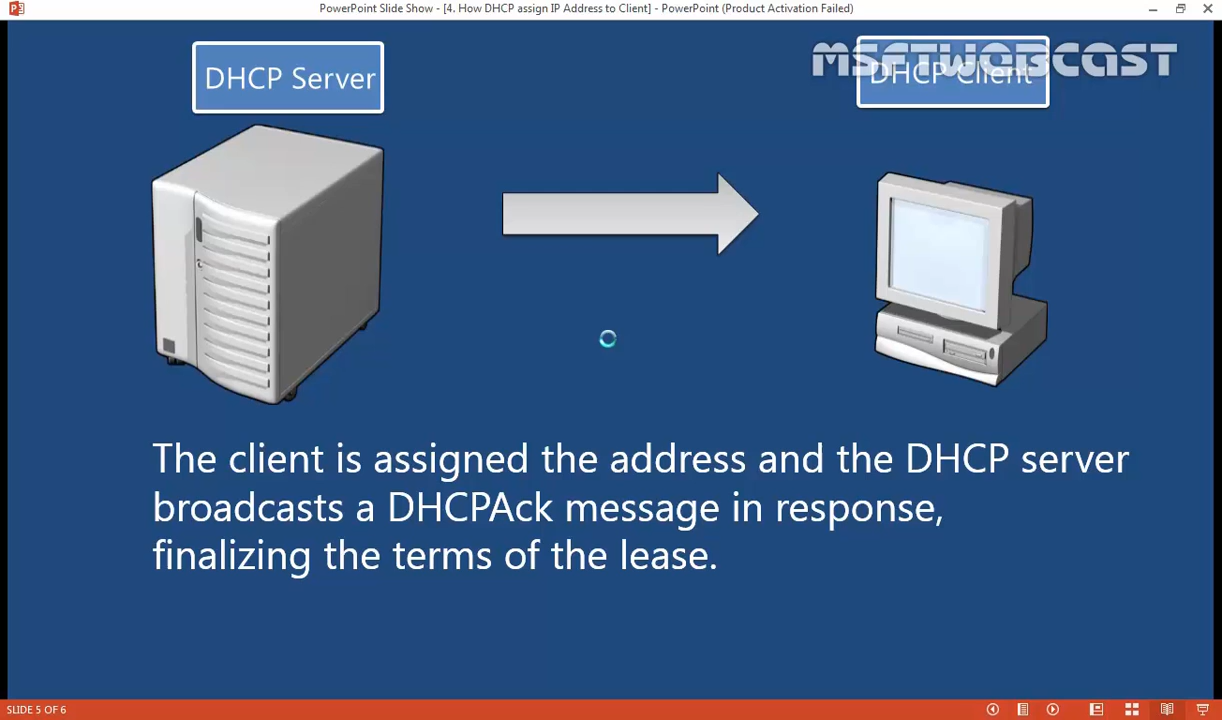 PowerPoint Slide Show - [4. How DHCP assign IP Address to Client] - PowerPoint (Product Activation Failed)
DHCP Server
MSFTWEBCAST
DHCP Client
The client is assigned the address and the DHCP server
broadcasts a DHCPAck message in response,
finalizing the terms of the lease.
SLIDE 5 OF 6